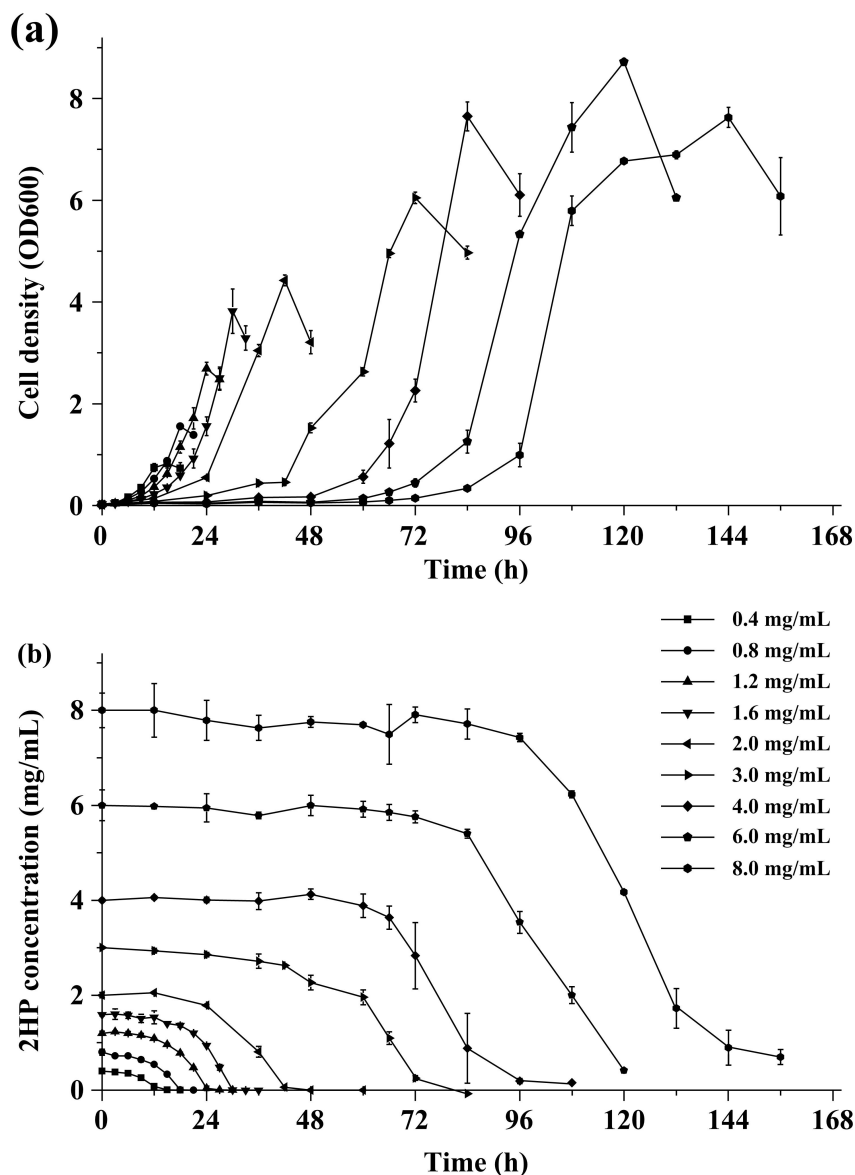 (a)
Cell density (OD600)
8
6
4
2
0
0 24 48 72 96 120 144 168
Time (h)
(b)
0.4 mg/mL
0.8 mg/mL
1.2 mg/mL
1.6 mg/mL
2.0 mg/mL
3.0 mg/mL
4.0 mg/mL
6.0 mg/mL
8.0 mg/mL
2HP concentration (mg/mL)
8
6
4
2
0
0 24 48 72 96 120 144 168
Time (h)